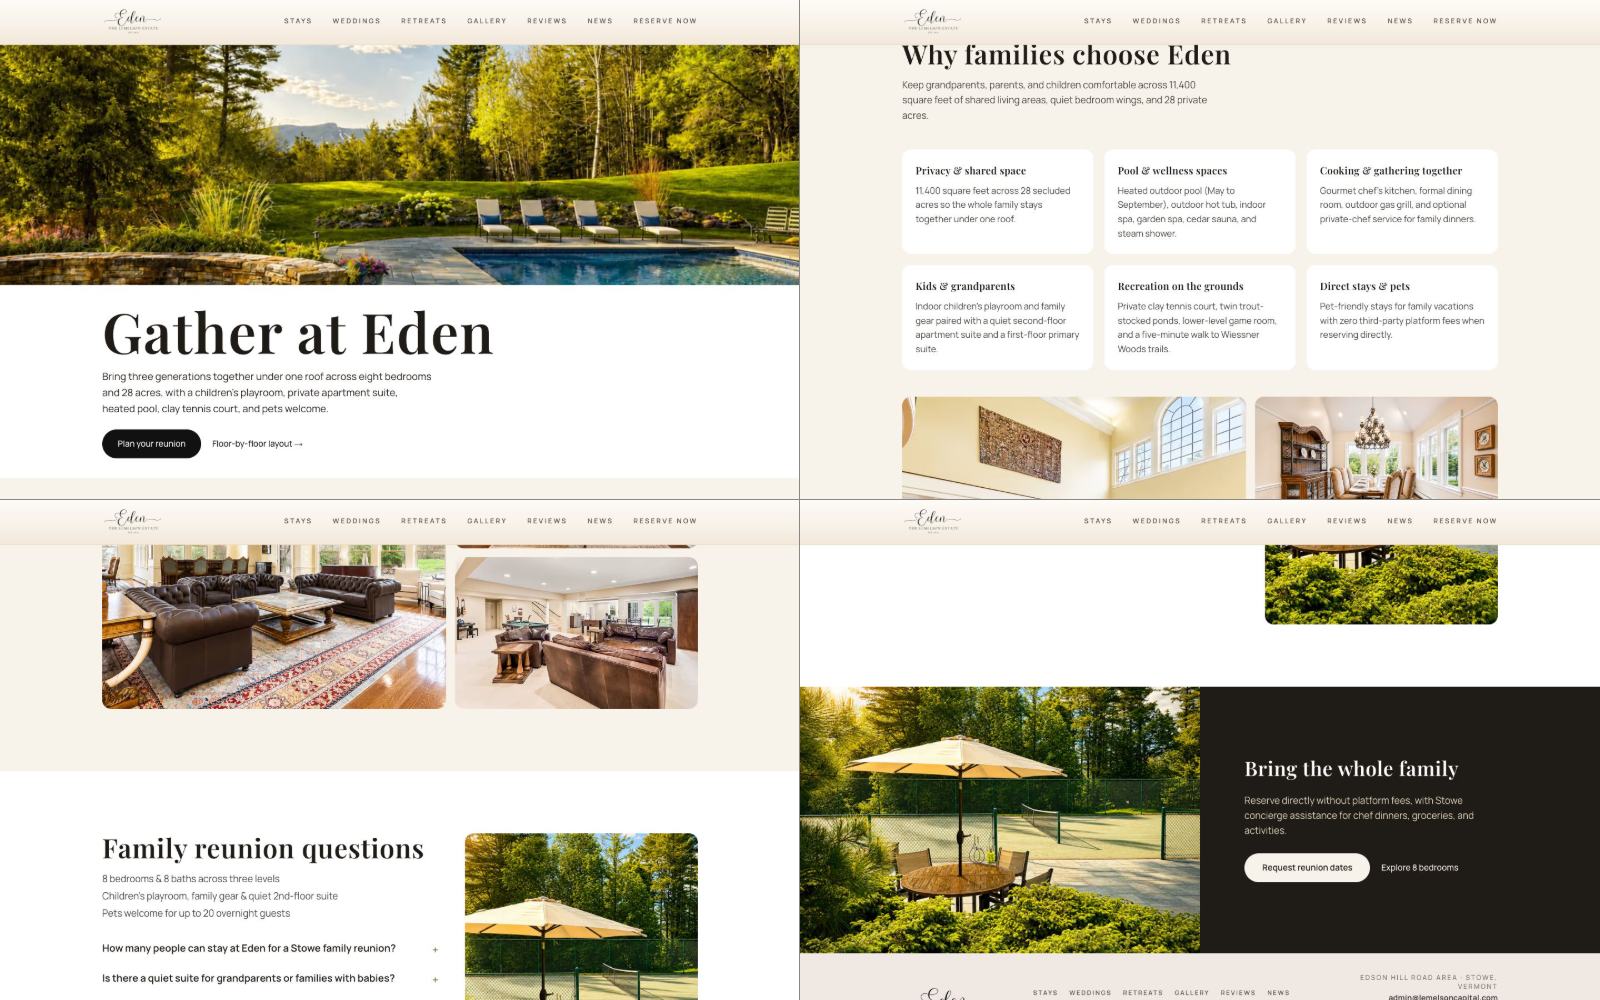 Eden
THE LEMELSON ESTATE
STAYS WEDDINGS RETREATS GALLERY REVIEWS NEWS RESERVE NOW
Gather at Eden
Bring three generations together under one roof across eight bedrooms
and 28 acres, with a children's playroom, private apartment suite,
heated pool, clay tennis court, and pets welcome.
Plan your reunion Floor-by-floor layout →
Eden
THE LEMELSON ESTATE
STAYS WEDDINGS RETREATS GALLERY REVIEWS NEWS RESERVE NOW
Why families choose Eden
Keep grandparents, parents, and children comfortable across 11,400
square feet of shared living areas, quiet bedroom wings, and 28 private
acres.
Privacy & shared space
11,400 square feet across 28 secluded
acres so the whole family stays
together under one roof.
Pool & wellness spaces
Heated outdoor pool (May to
September), outdoor hot tub, indoor
spa, garden spa, cedar sauna, and
steam shower.
Cooking & gathering together
Gourmet chef's kitchen, formal dining
room, outdoor gas grill, and optional
private-chef service for family dinners.
Kids & grandparents
Indoor children's playroom and family
gear paired with a quiet second-floor
apartment suite and a first-floor primary
suite.
Recreation on the grounds
Private clay tennis court, twin trout-
stocked ponds, lower-level game room,
and a five-minute walk to Wiessner
Woods trails.
Direct stays & pets
Pet-friendly stays for family vacations
with zero third-party platform fees when
reserving directly.
Eden
THE LEMELSON ESTATE
STAYS WEDDINGS RETREATS GALLERY REVIEWS NEWS RESERVE NOW
Family reunion questions
8 bedrooms & 8 baths across three levels
Children's playroom, family gear & quiet 2nd-floor suite
Pets welcome for up to 20 overnight guests
How many people can stay at Eden for a Stowe family reunion? +
Is there a quiet suite for grandparents or families with babies? +
Eden
THE LEMELSON ESTATE
STAYS WEDDINGS RETREATS GALLERY REVIEWS NEWS RESERVE NOW
Bring the whole family
Reserve directly without platform fees, with Stowe
concierge assistance for chef dinners, groceries, and
activities.
Request reunion dates Explore 8 bedrooms
Eden
STAYS WEDDINGS RETREATS GALLERY REVIEWS NEWS
EDSON HILL ROAD AREA · STOWE,
VERMONT
admin@lemelsoncapital.com